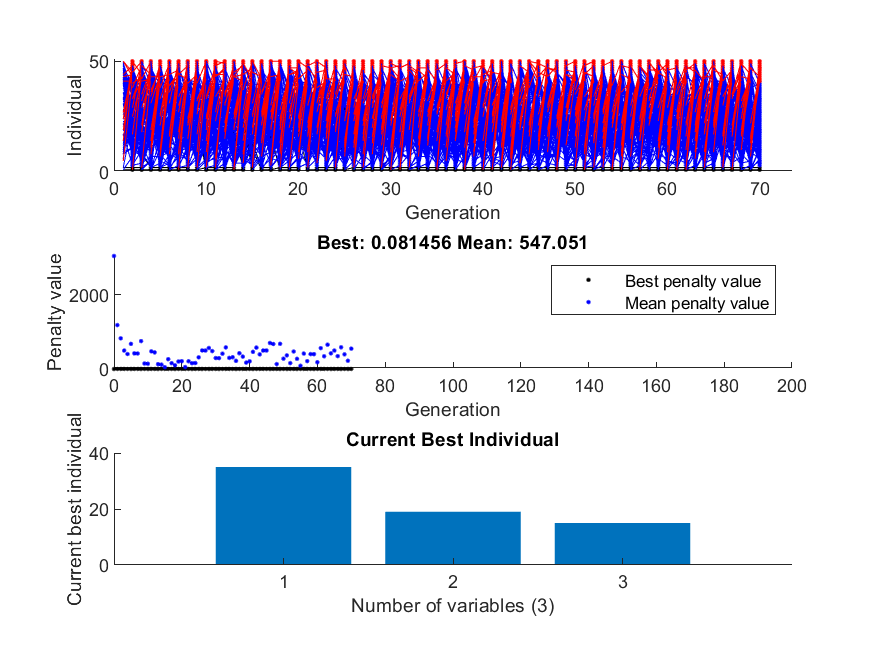 Individual
50
0
0 10 20 30 40 50 60 70
Generation
Best: 0.081456 Mean: 547.051
Penalty value
2000
0
Best penalty value
Mean penalty value
0 20 40 60 80 100 120 140 160 180 200
Generation
Current Best Individual
Current best individual
40
20
0
1 2 3
Number of variables (3)